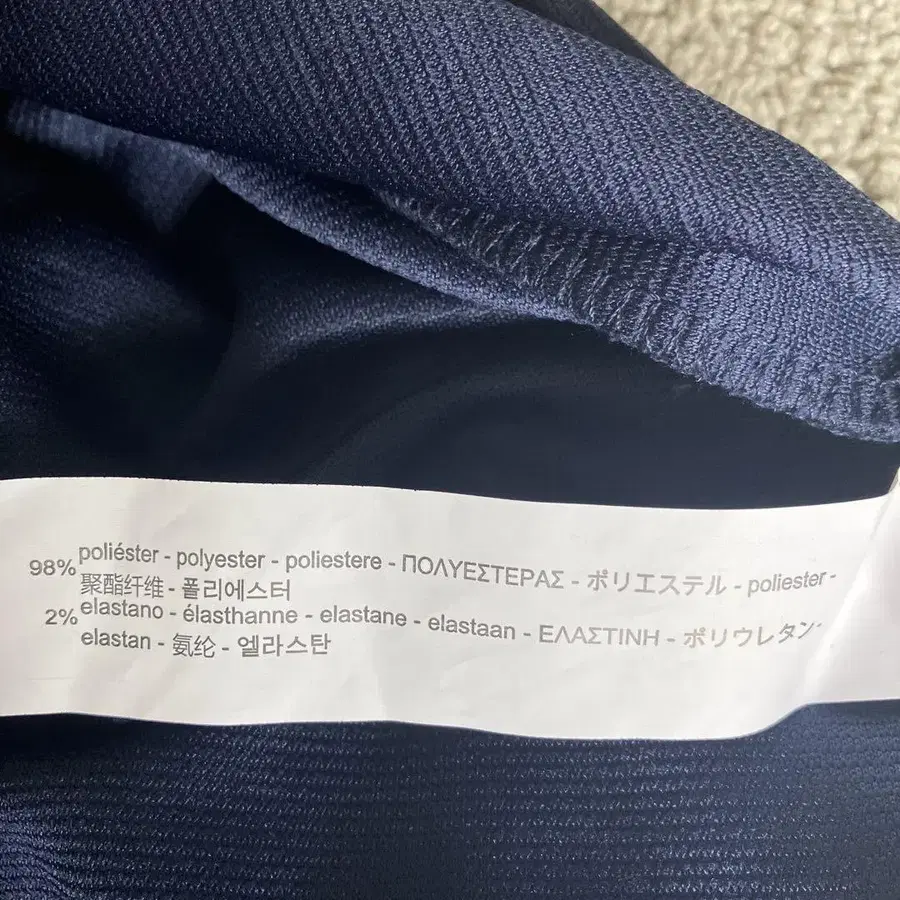 98% poliéster - polyester - poliestere - ΠΟΛΥΕΣΤΕΡΑΣ - ポリエステル - poliester -
聚酯纤维 - 폴리에스터
2% elastano - élasthanne - elastane - elastaan - ΕΛΑΣΤΙΝΗ - ポリウレタン -
elastan - 氨纶 - 엘라스탄